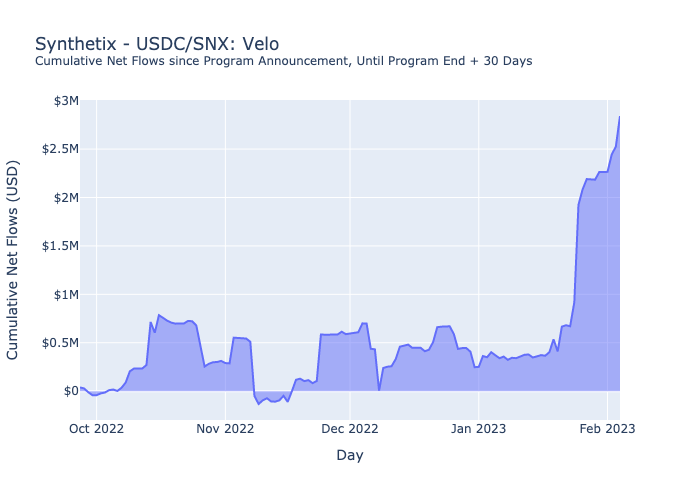 Synthetix - USDC/SNX: Velo
Cumulative Net Flows since Program Announcement, Until Program End + 30 Days
Cumulative Net Flows (USD)
$3M
$2.5M
$2M
$1.5M
$1M
$0.5M
$0
Oct 2022
Nov 2022
Dec 2022
Jan 2023
Feb 2023
Day